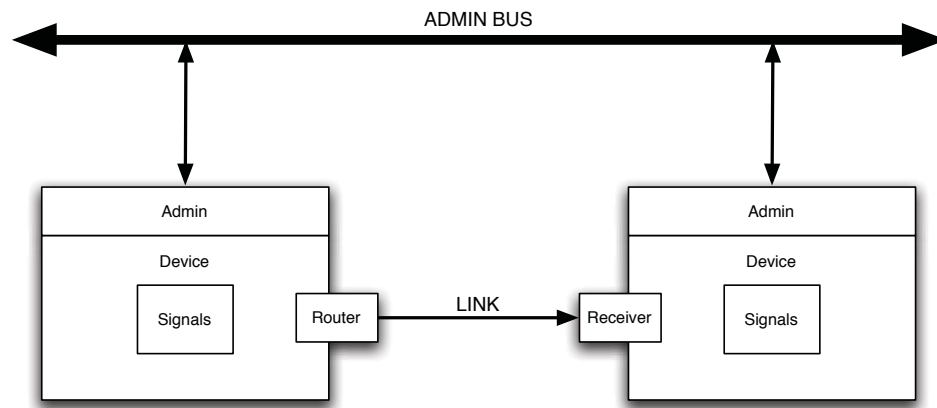 ADMIN BUS
Admin
Device
Signals
Router
LINK
Receiver
Admin
Device
Signals